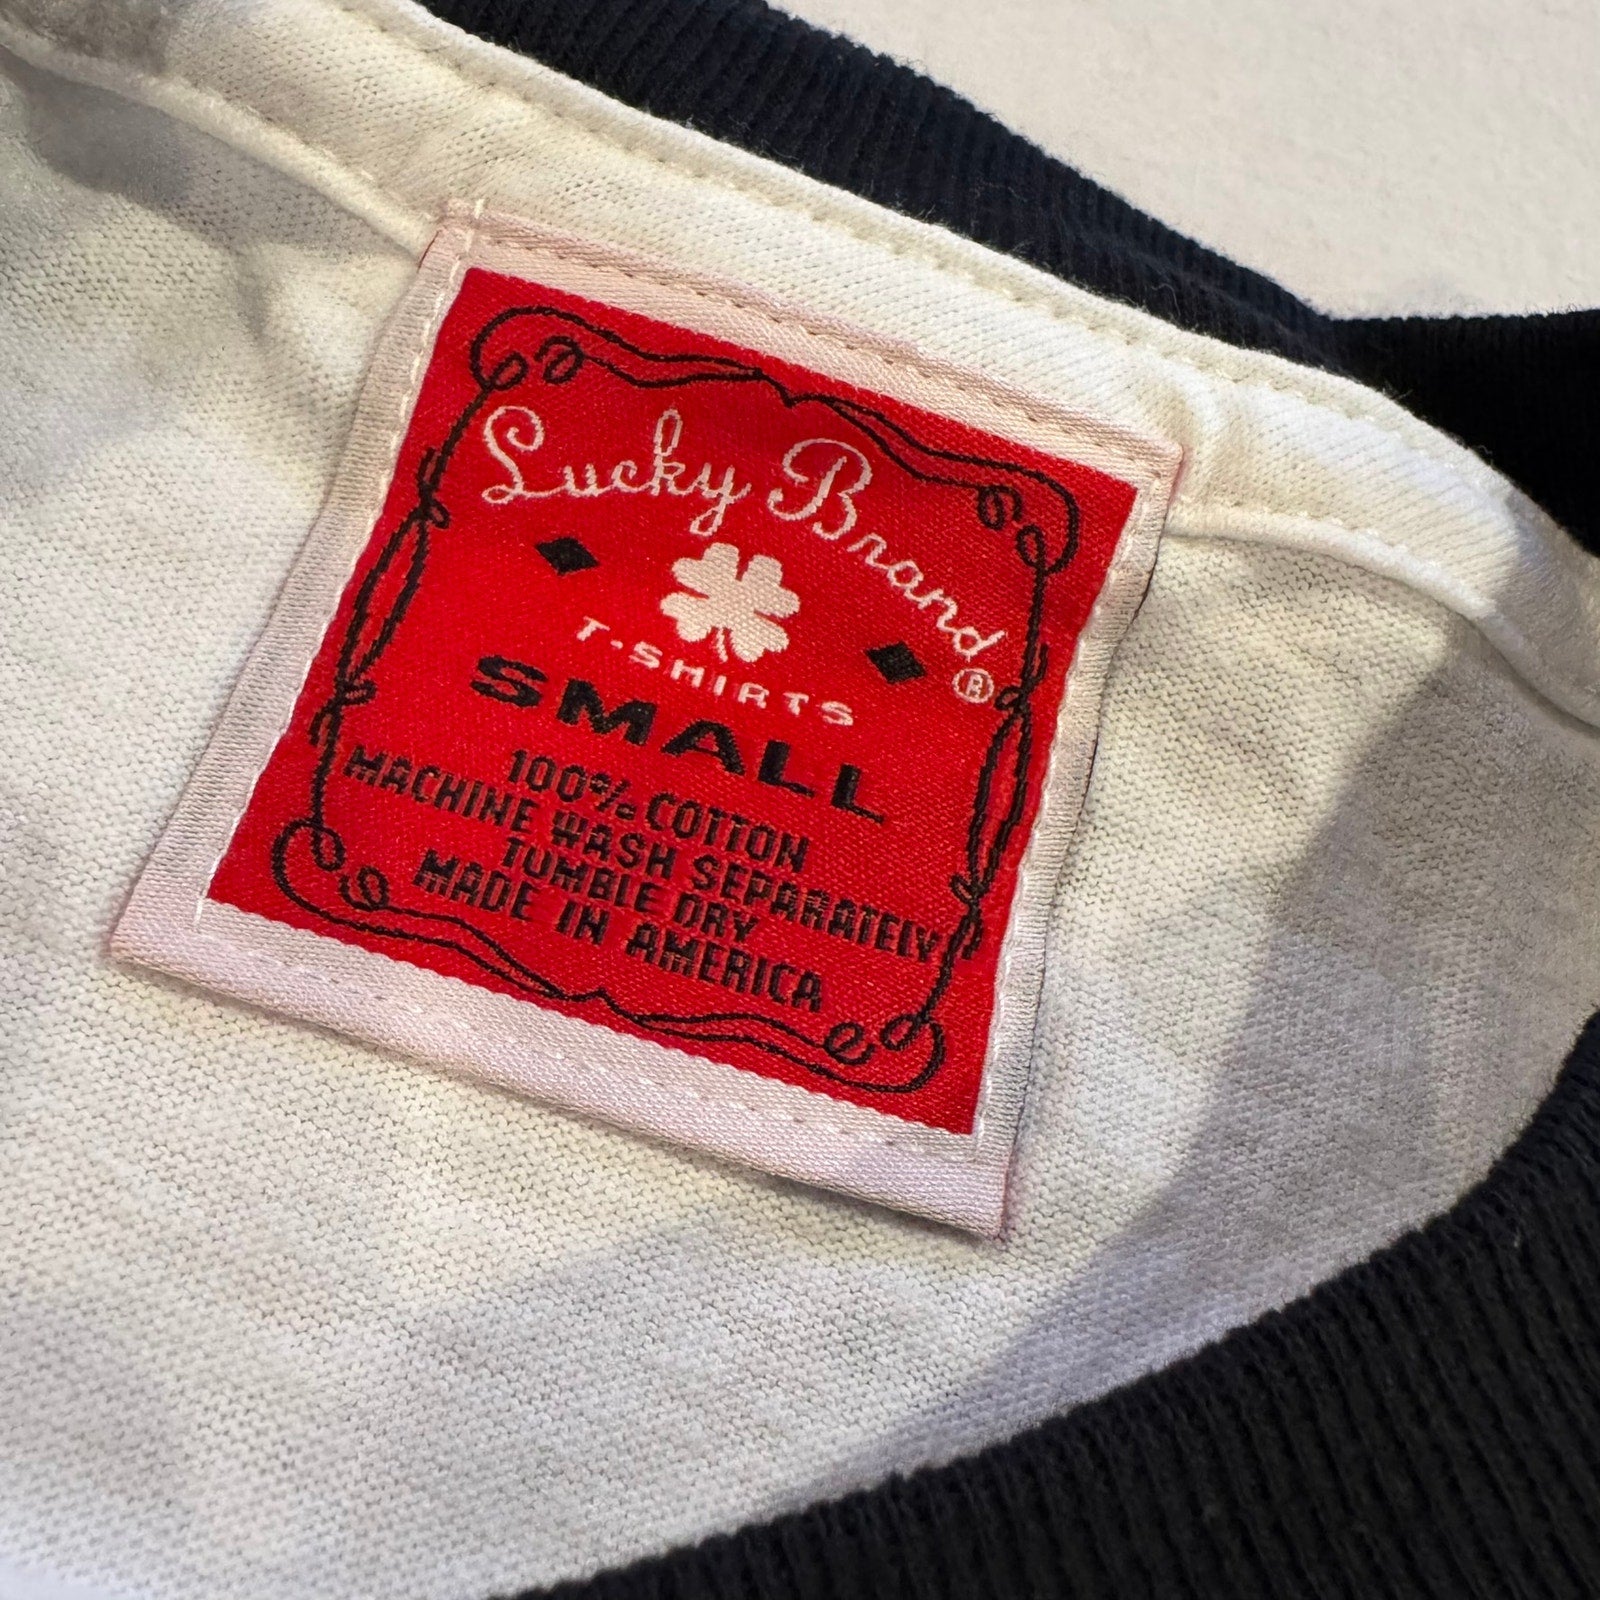 Lucky Brand®
T-SHIRTS
SMALL
100% COTTON
MACHINE WASH SEPARATELY
TUMBLE DRY
MADE IN AMERICA